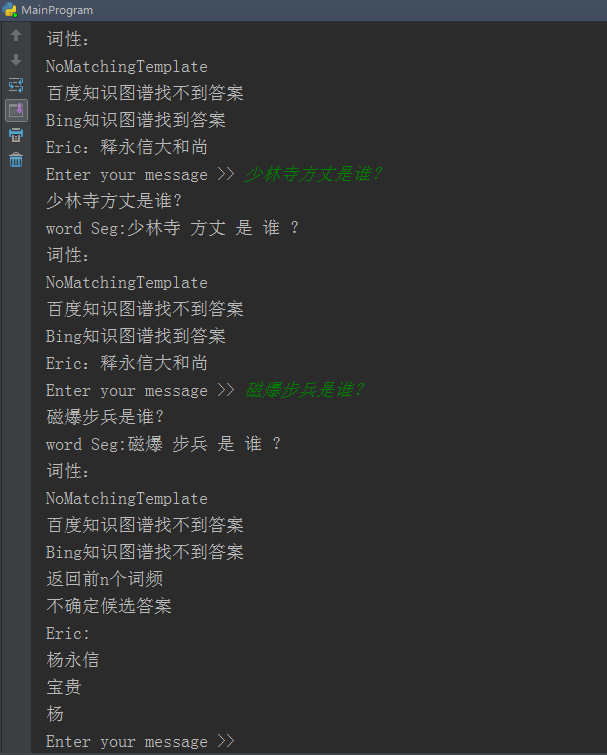 MainProgram
词性：
NoMatchingTemplate
百度知识图谱找不到答案
Bing知识图谱找到答案
Eric：释永信大和尚
Enter your message >> 少林寺方丈是谁？
少林寺方丈是谁？
word Seg:少林寺 方丈 是 谁 ？
词性：
NoMatchingTemplate
百度知识图谱找不到答案
Bing知识图谱找到答案
Eric：释永信大和尚
Enter your message >> 磁爆步兵是谁？
磁爆步兵是谁？
word Seg:磁爆 步兵 是 谁 ？
词性：
NoMatchingTemplate
百度知识图谱找不到答案
Bing知识图谱找不到答案
返回前n个词频
不确定候选答案
Eric:
杨永信
宝贵
杨
Enter your message >>